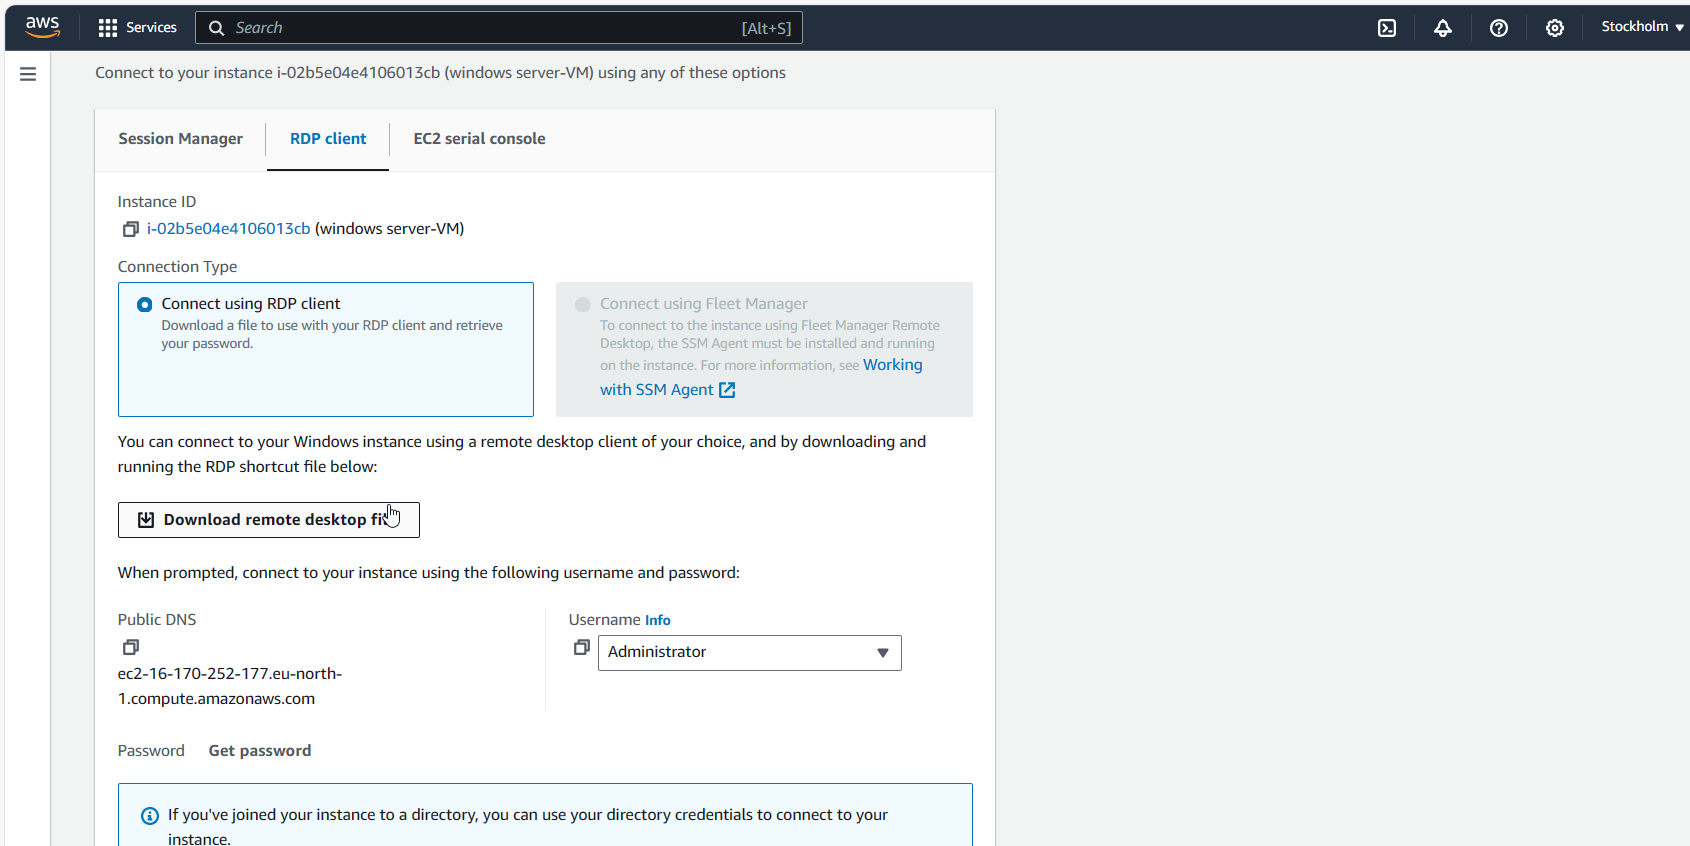 aws
Services
Search
[Alt+S]
Stockholm
Connect to your instance i-02b5e04e4106013cb (windows server-VM) using any of these options
Session Manager
RDP client
EC2 serial console
Instance ID
i-02b5e04e4106013cb (windows server-VM)
Connection Type
Connect using RDP client
Download a file to use with your RDP client and retrieve
your password.
Connect using Fleet Manager
To connect to the instance using Fleet Manager Remote
Desktop, the SSM Agent must be installed and running
on the instance. For more information, see Working
with SSM Agent
You can connect to your Windows instance using a remote desktop client of your choice, and by downloading and
running the RDP shortcut file below:
Download remote desktop
When prompted, connect to your instance using the following username and password:
Public DNS
ec2-16-170-252-177.eu-north-
1.compute.amazonaws.com
Username Info
Administrator
Password
Get password
If you've joined your instance to a directory, you can use your directory credentials to connect to your
instance.